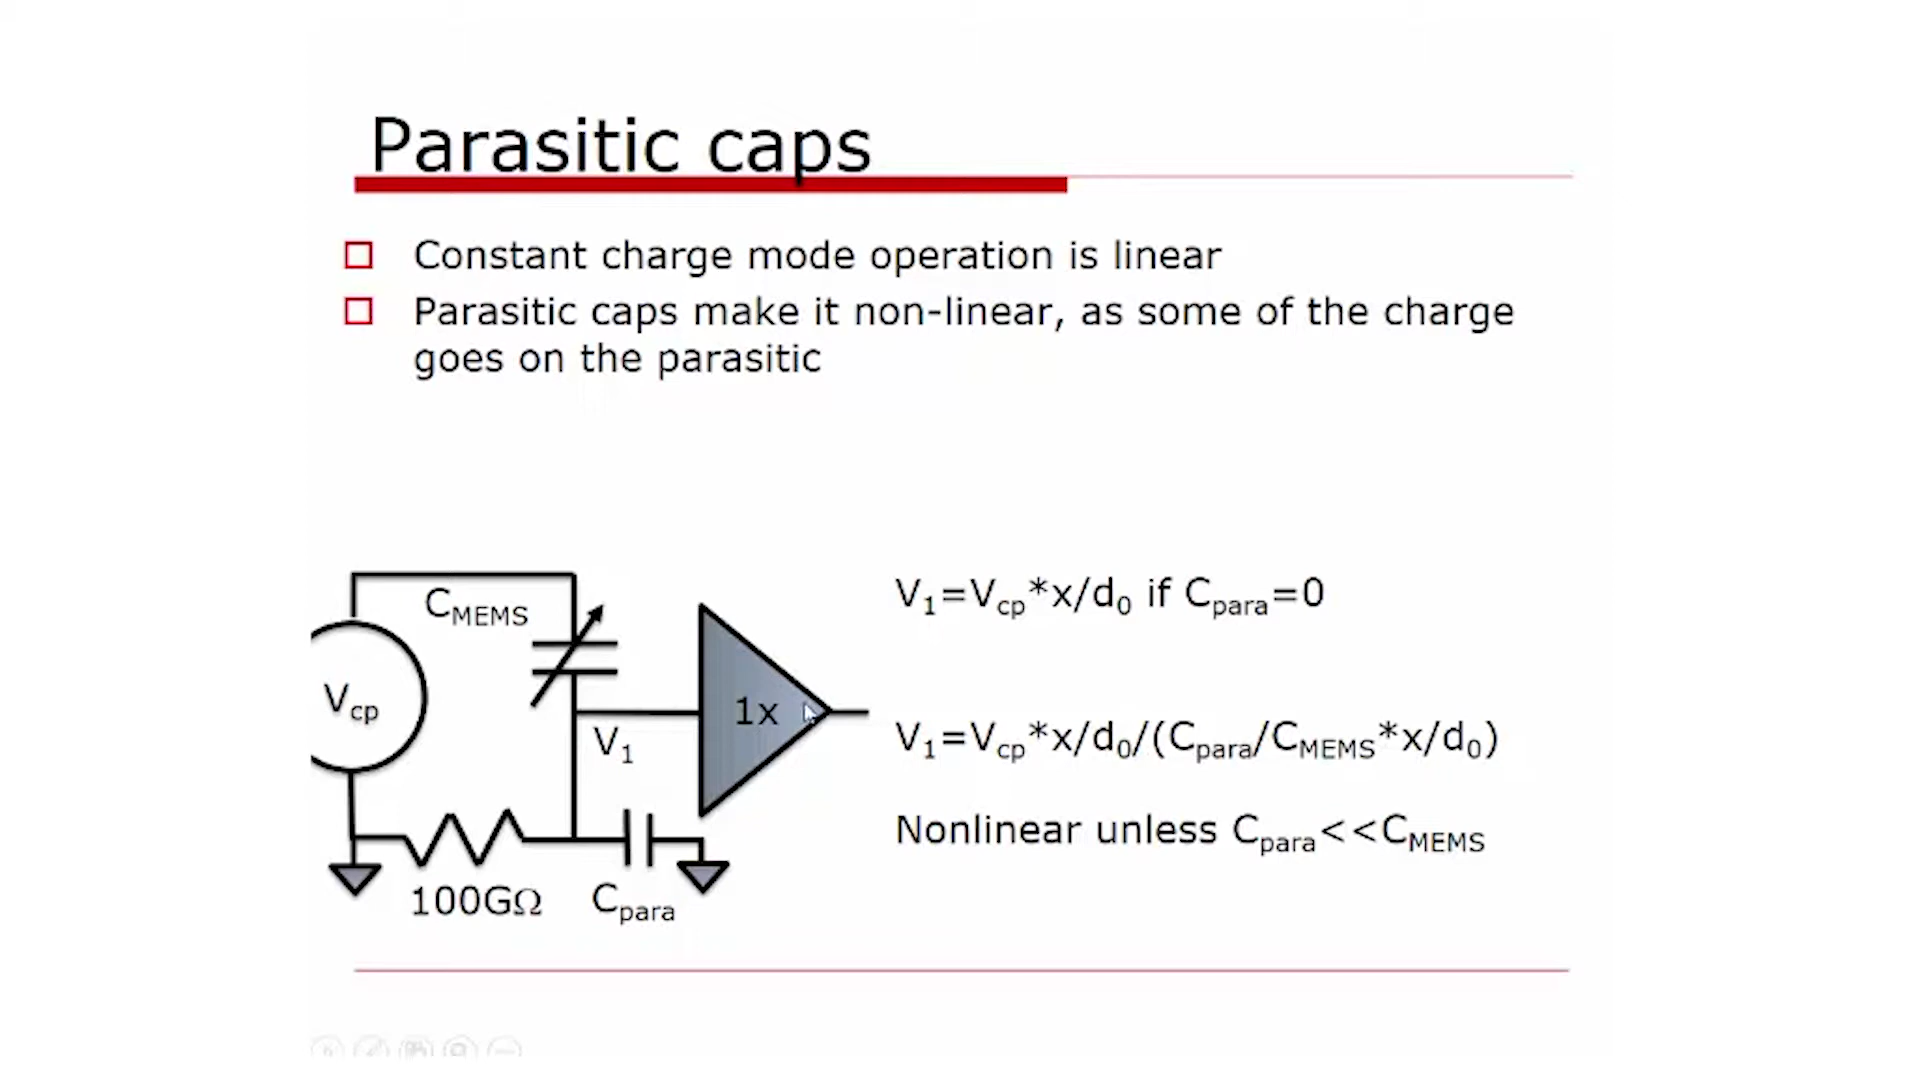 Parasitic caps
Constant charge mode operation is linear
Parasitic caps make it non-linear, as some of the charge
goes on the parasitic
C_MEMS
V_cp
1x
V_1
100GΩ
C_para
V_1=V_cp*x/d_0 if C_para=0
V_1=V_cp*x/d_0/(C_para/C_MEMS*x/d_0)
Nonlinear unless C_para<<C_MEMS